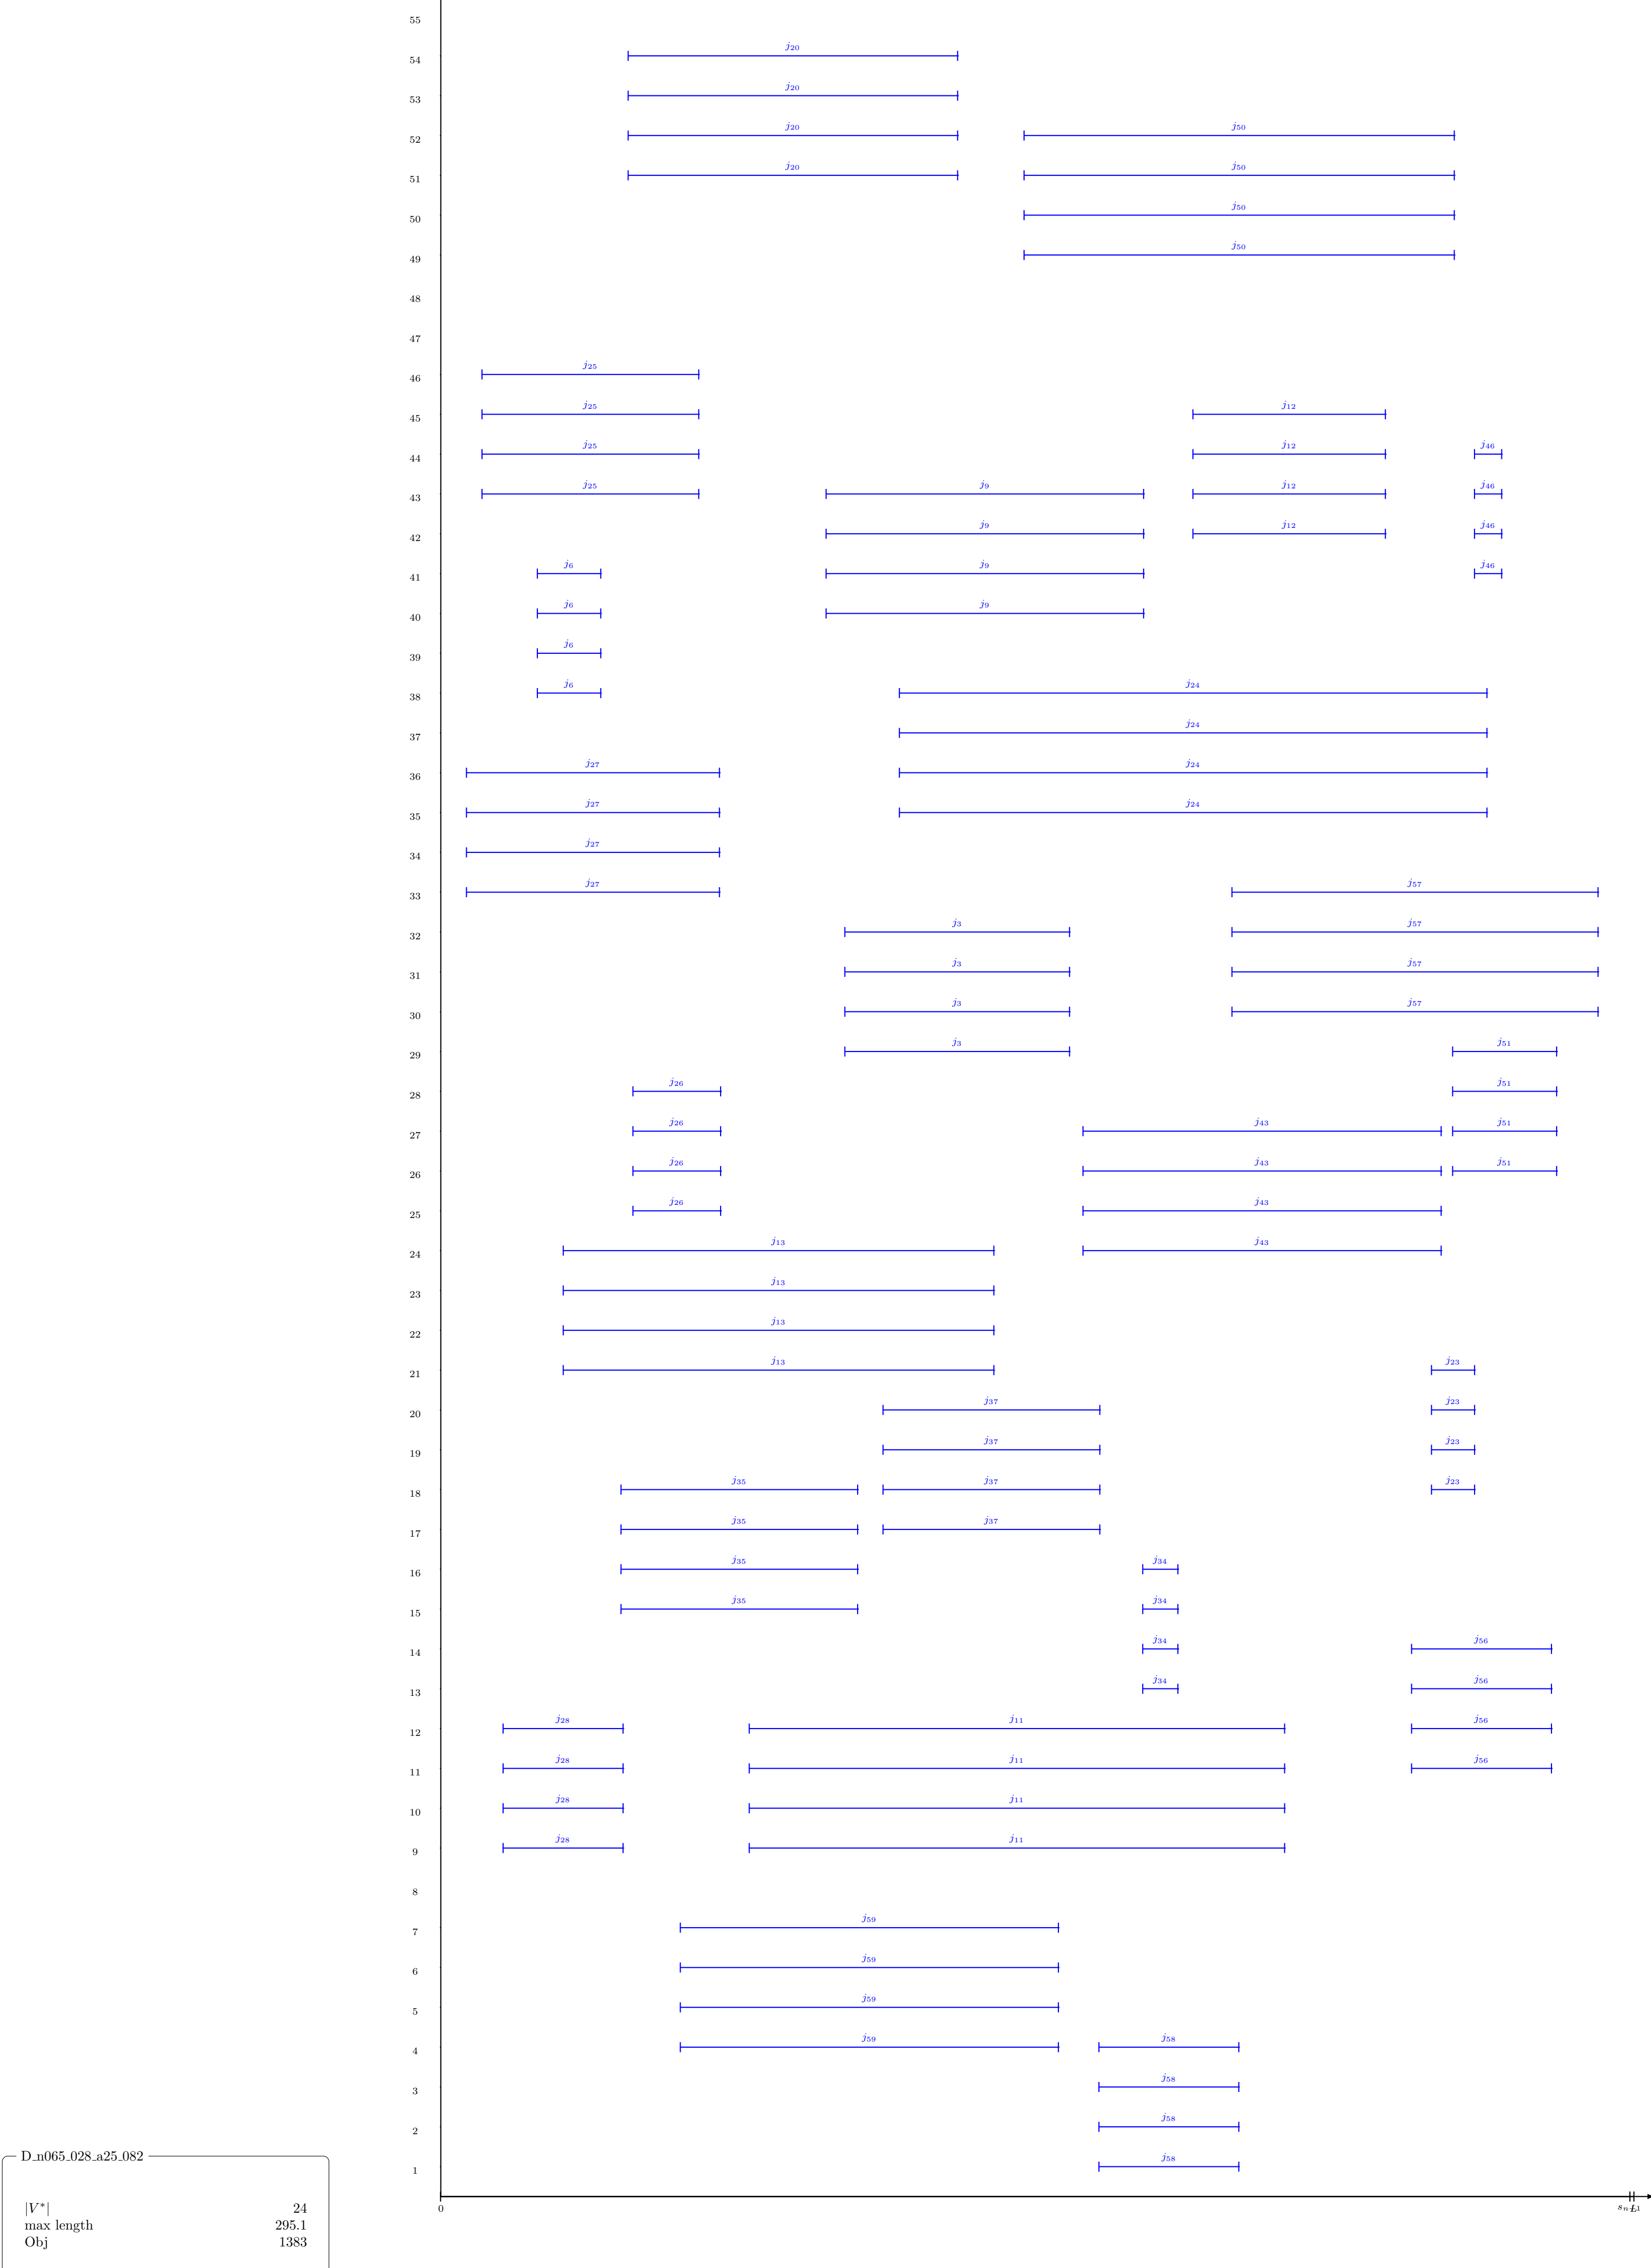 55
j20
54
j20
53
j20 j50
52
j20 j50
51
j50
50
j50
49
48
47
j25
46
j25 j12
45
j25 j12 j46
44
j25 j9 j12 j46
43
j9 j12 j46
42
j6 j9 j46
41
j6 j9
40
j6
39
j6 j24
38
j24
37
j27 j24
36
j27 j24
35
j27
34
j27 j57
33
j3 j57
32
j3 j57
31
j3 j57
30
j3 j51
29
j26 j51
28
j26 j43 j51
27
j26 j43 j51
26
j26 j43
25
j13 j43
24
j13
23
j13
22
j13 j23
21
j37 j23
20
j37 j23
19
j35 j37 j23
18
j35 j37
17
j35 j34
16
j35 j34
15
j34 j56
14
j34 j56
13
j28 j11 j56
12
j28 j11 j56
11
j28 j11
10
j28 j11
9
8
j59
7
j59
6
j59
5
j59 j58
4
j58
3
j58
2
j58
1
0
D_n065_028_a25_082
|V*| 24
max length 295.1
Obj 1383